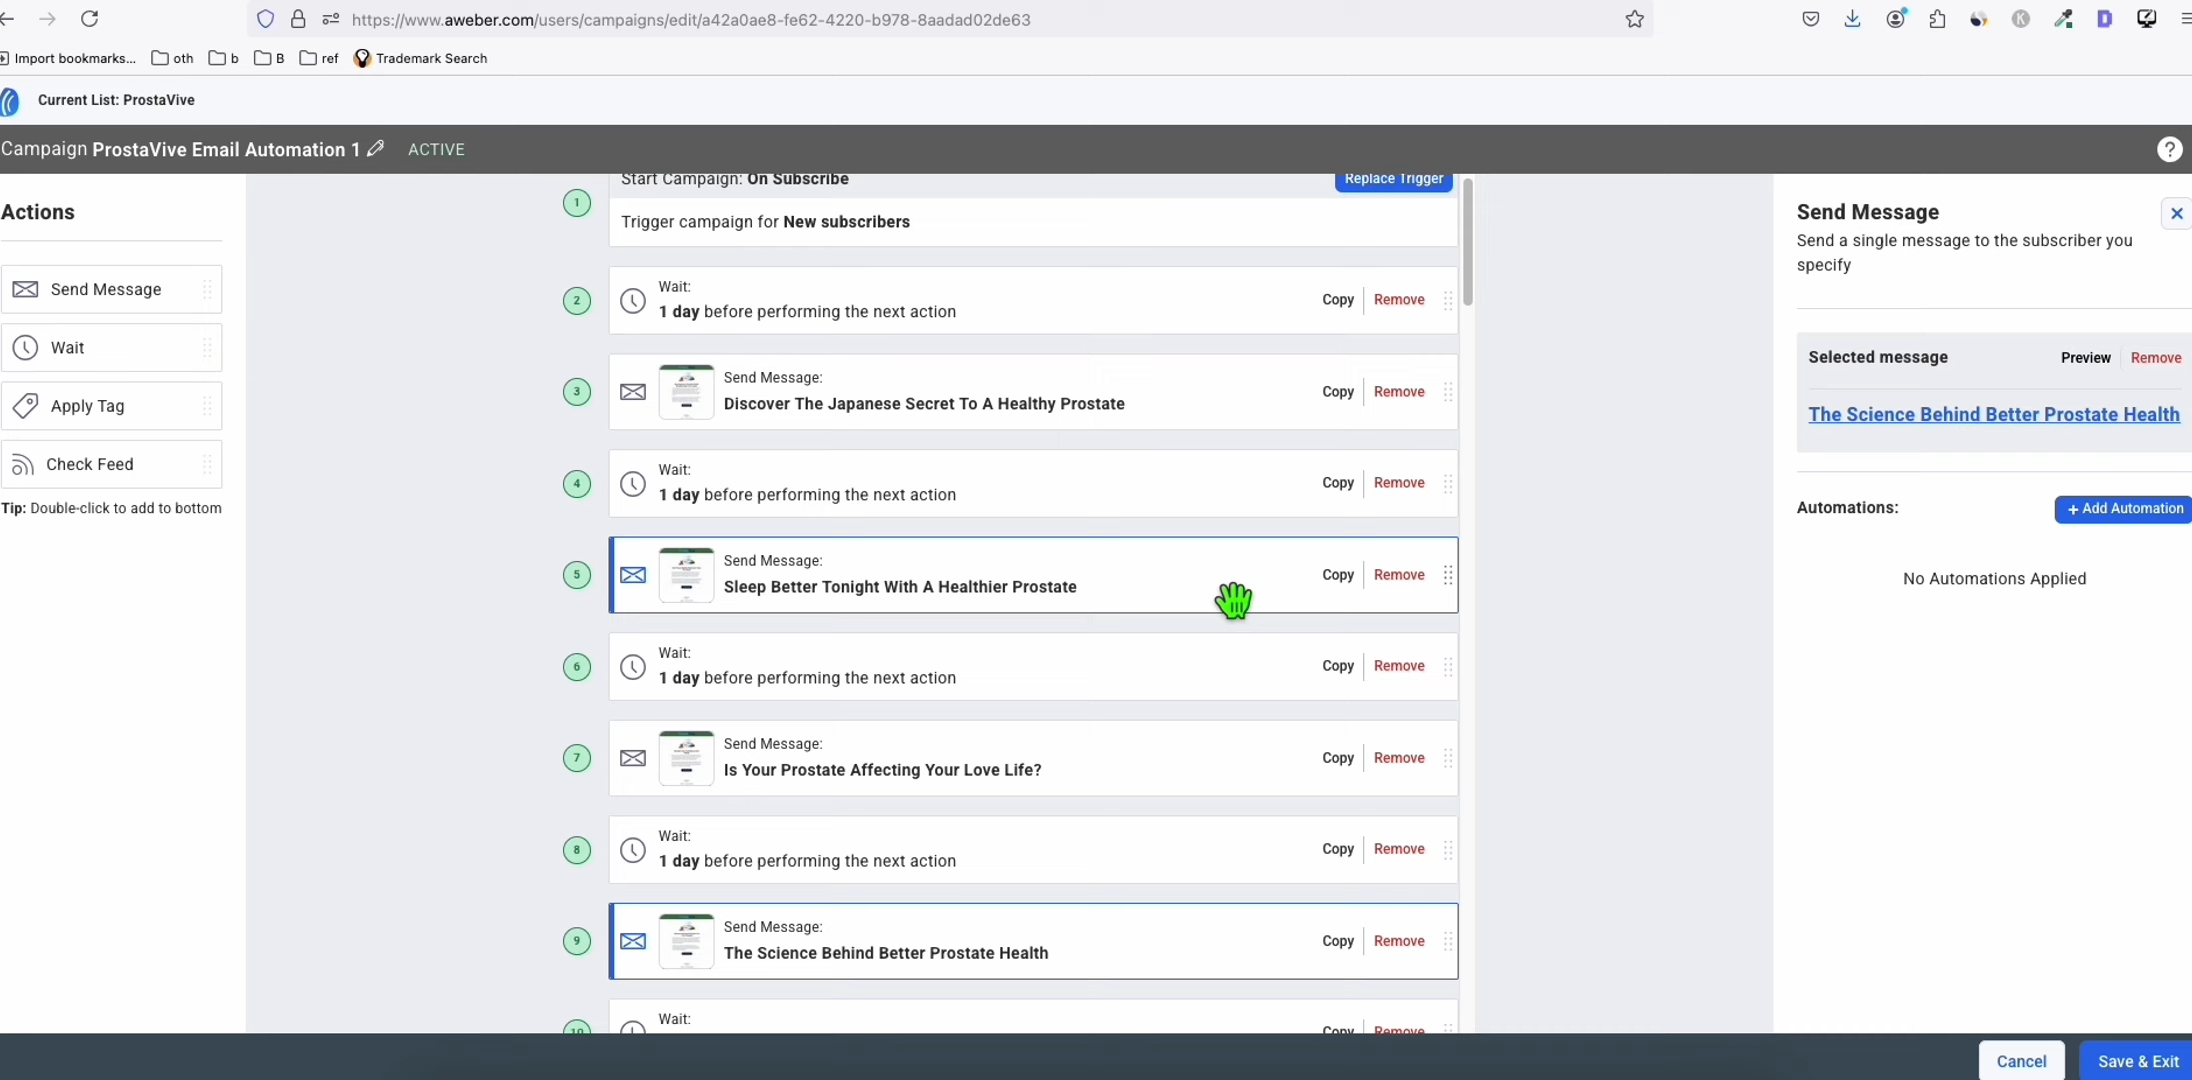 https://www.aweber.com/users/campaigns/edit/a42a0ae8-fe62-4220-b978-8aadad02de63
K
D
Import bookmarks...
oth
b
B
ref
Trademark Search
Current List: ProstaVive
Campaign ProstaVive Email Automation 1
ACTIVE
?
Actions
Send Message
Wait
Apply Tag
Check Feed
Tip: Double-click to add to bottom
1
Start Campaign: On Subscribe
Replace Trigger
Trigger campaign for New subscribers
2
Wait:
1 day before performing the next action
Copy
Remove
3
Send Message:
Discover The Japanese Secret To A Healthy Prostate
Copy
Remove
4
Wait:
1 day before performing the next action
Copy
Remove
5
Send Message:
Sleep Better Tonight With A Healthier Prostate
Copy
Remove
6
Wait:
1 day before performing the next action
Copy
Remove
7
Send Message:
Is Your Prostate Affecting Your Love Life?
Copy
Remove
8
Wait:
1 day before performing the next action
Copy
Remove
9
Send Message:
The Science Behind Better Prostate Health
Copy
Remove
10
Wait:
Copy
Remove
Send Message
Send a single message to the subscriber you
specify
Selected message
Preview
Remove
The Science Behind Better Prostate Health
Automations:
+ Add Automation
No Automations Applied
Cancel
Save & Exit